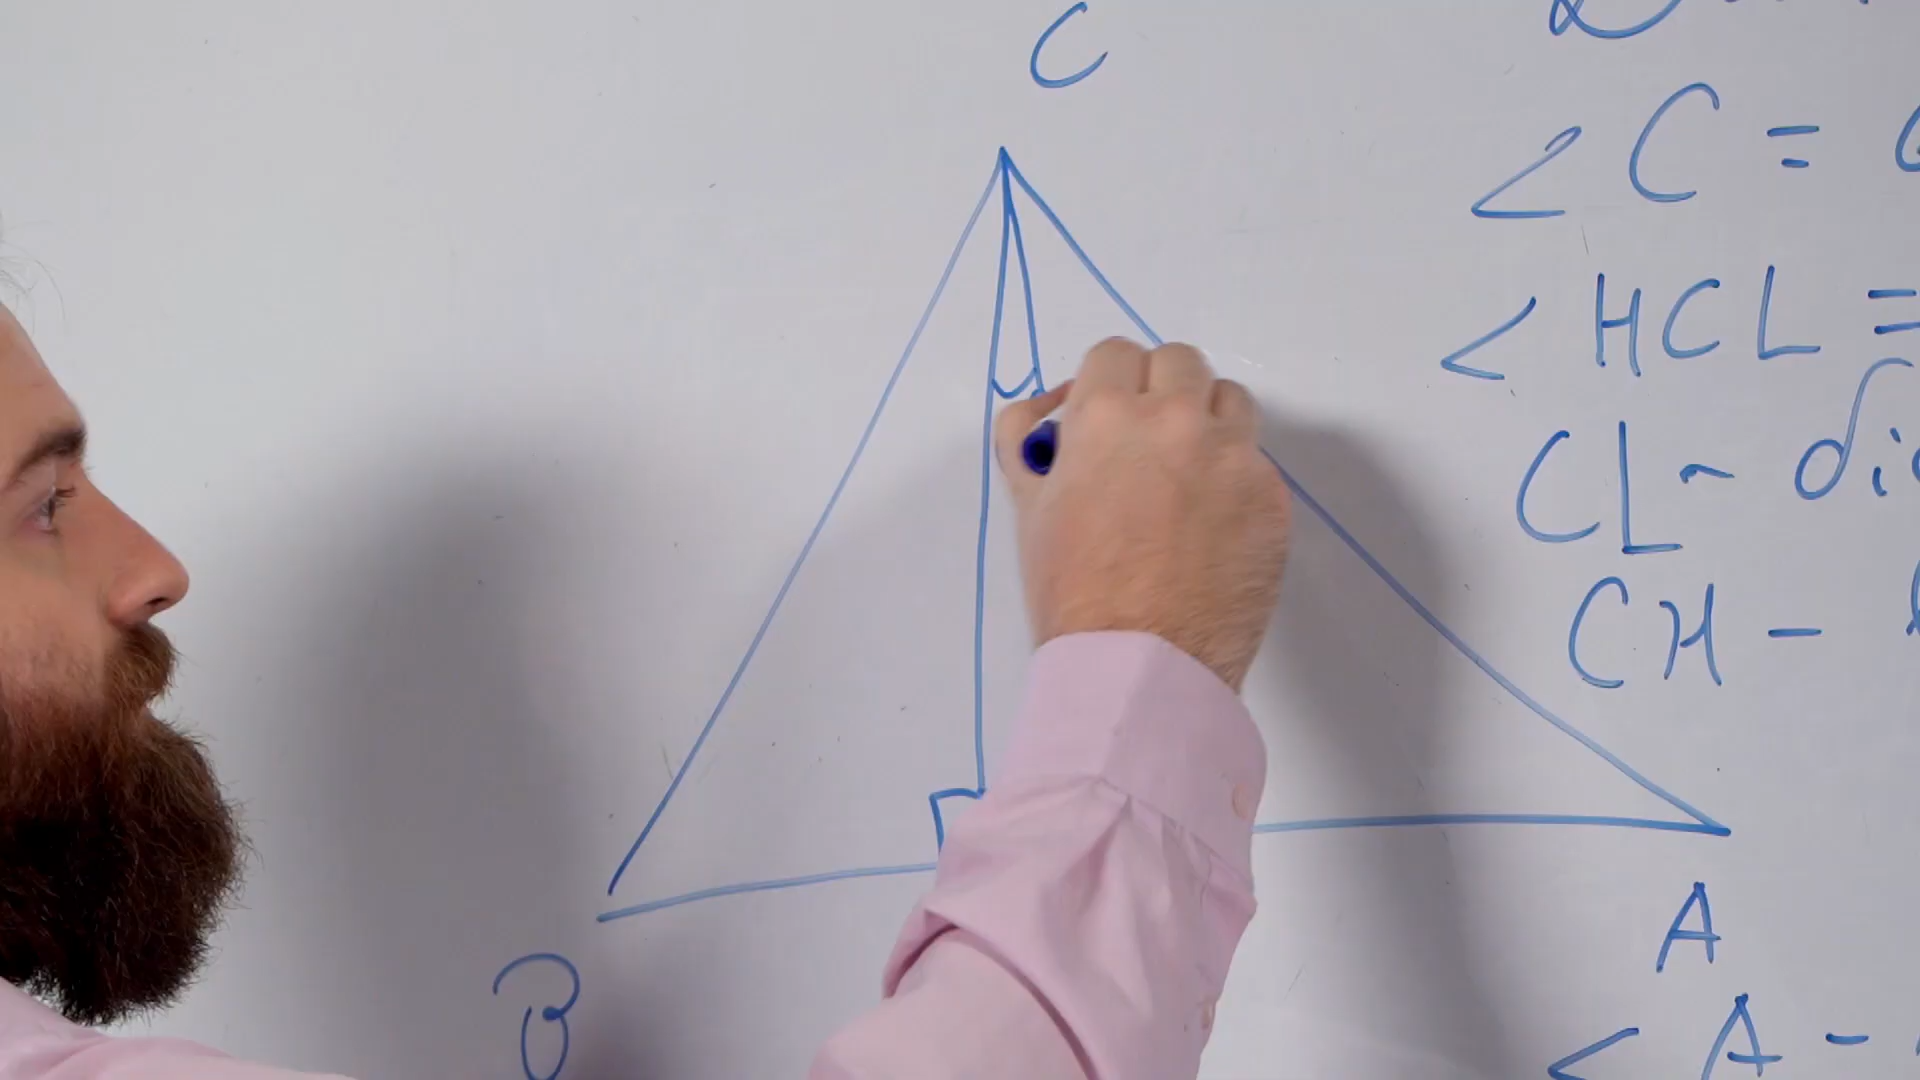 C
< C =
< HCL =
CL ~
CH -
A
B
< A -